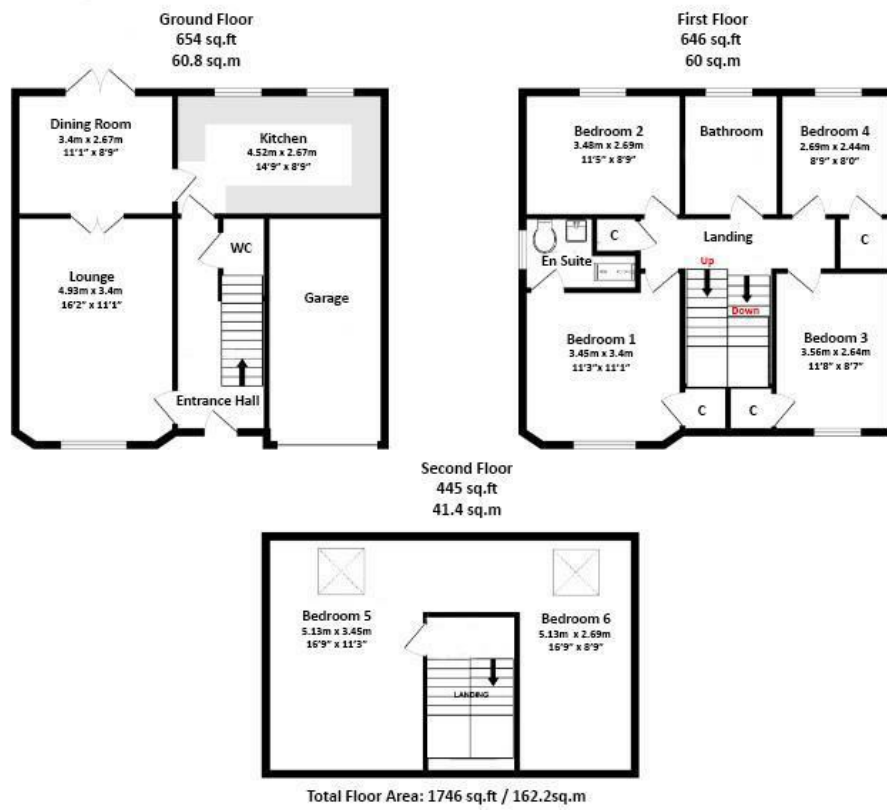 Ground Floor
654 sq.ft
60.8 sq.m
Dining Room
3.4m x 2.67m
11'1" x 8'9"
Kitchen
4.52m x 2.67m
14'9" x 8'9"
WC
Lounge
4.93m x 3.4m
16'2" x 11'1"
Garage
Entrance Hall
First Floor
646 sq.ft
60 sq.m
Bedroom 2
3.48m x 2.69m
11'5" x 8'9"
Bathroom
Bedroom 4
2.69m x 2.44m
8'9" x 8'0"
C
Landing
C
En Suite
Up
Down
Bedroom 1
3.45m x 3.4m
11'3"x 11'1"
Bedoom 3
3.56m x 2.64m
11'8" x 8'7"
C
C
Second Floor
445 sq.ft
41.4 sq.m
Bedroom 5
5.13m x 3.45m
16'9" x 11'3"
Bedroom 6
5.13m x 2.69m
16'9" x 8'9"
LANDING
Total Floor Area: 1746 sq.ft / 162.2sq.m